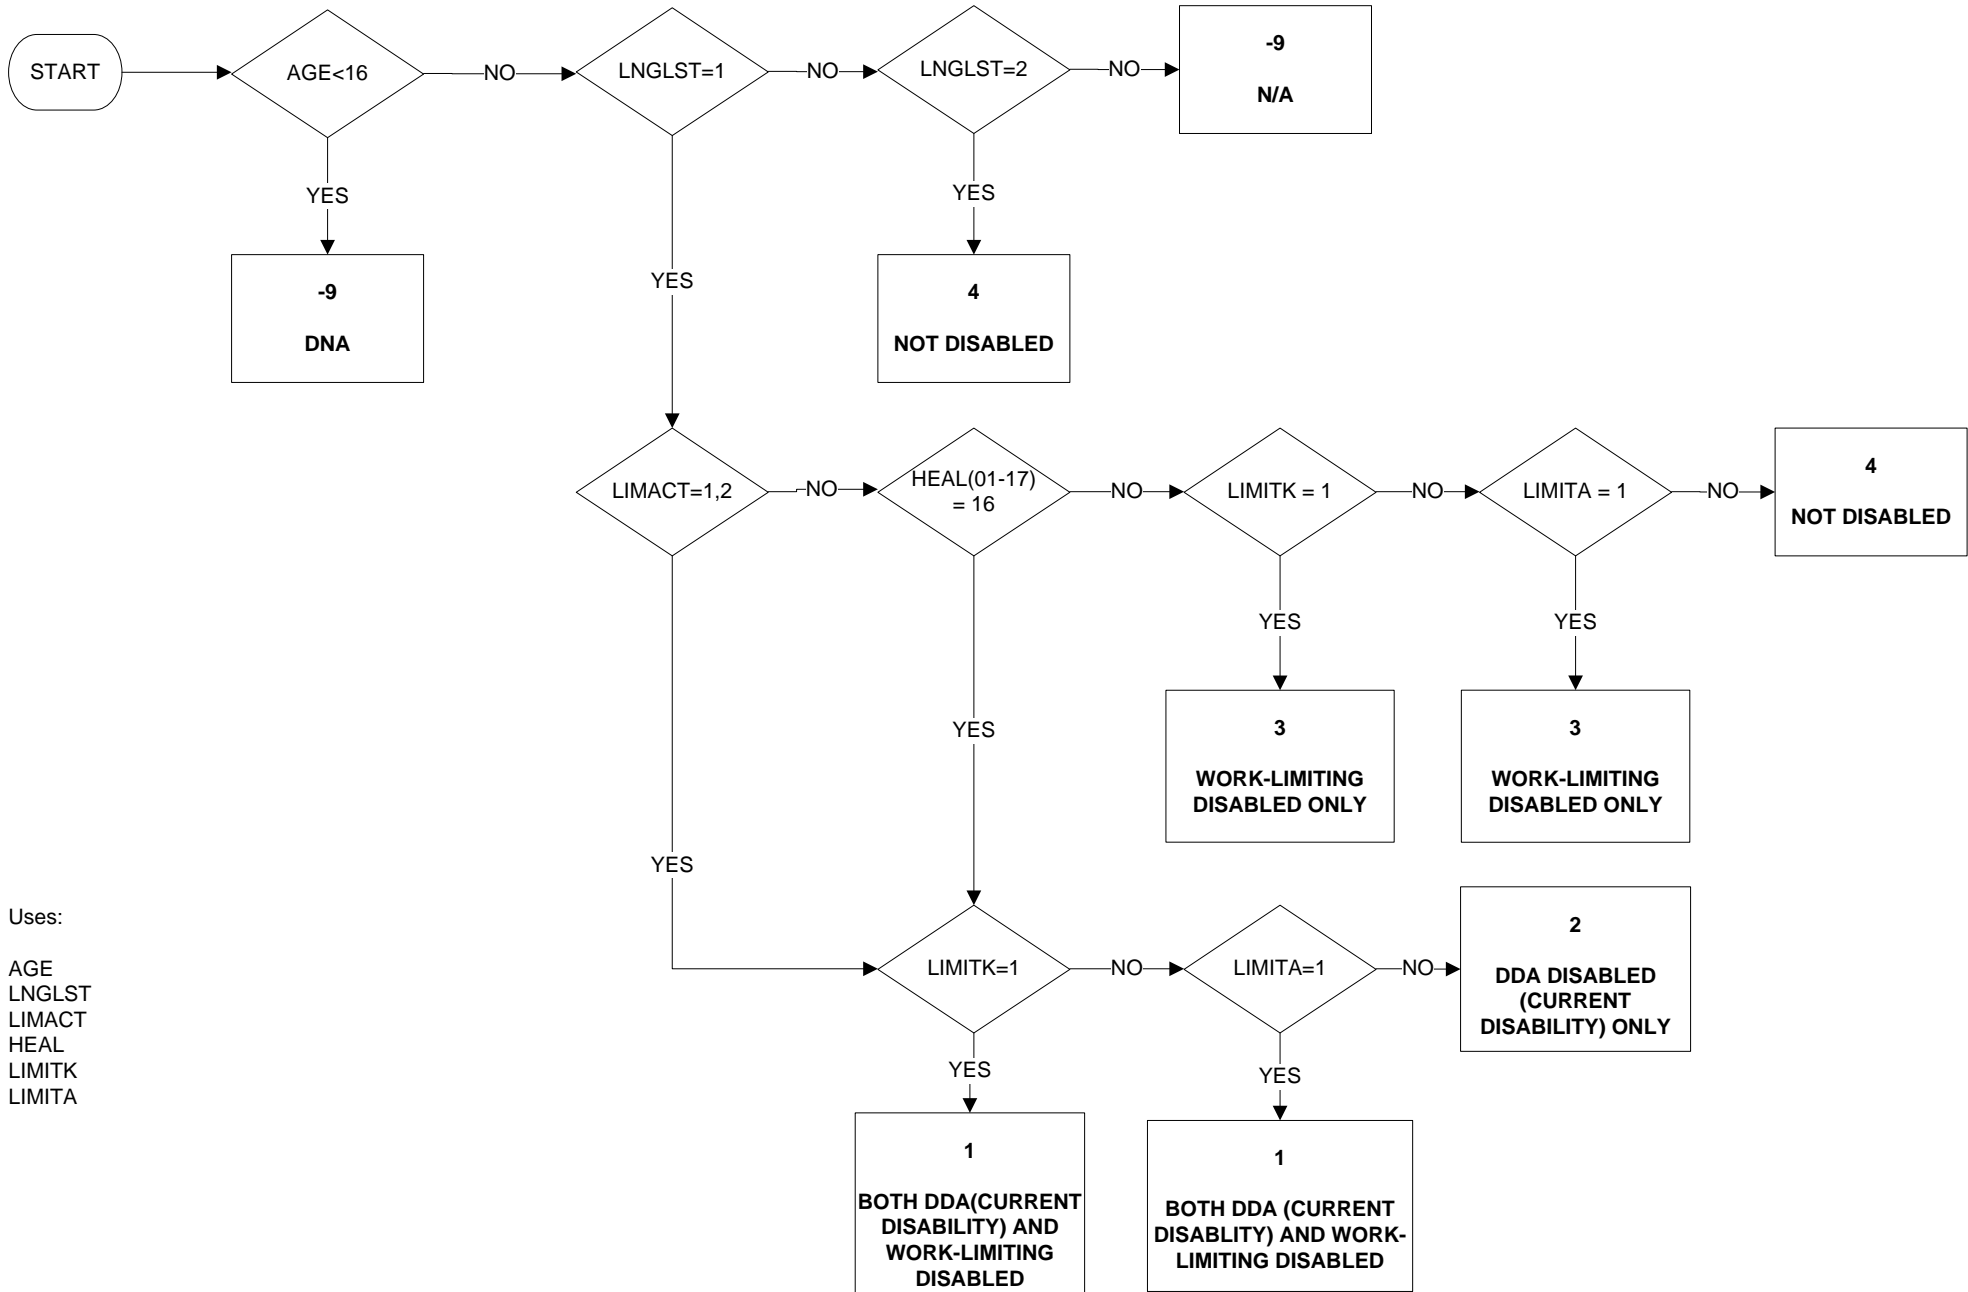 START
AGE<16
NO
LNGLST=1
NO
LNGLST=2
NO
-9
N/A
YES
YES
YES
-9
DNA
4
NOT DISABLED
LIMACT=1,2
NO
HEAL(01-17)
= 16
NO
LIMITK = 1
NO
LIMITA = 1
NO
4
NOT DISABLED
YES
YES
YES
YES
3
WORK-LIMITING
DISABLED ONLY
3
WORK-LIMITING
DISABLED ONLY
Uses:
AGE
LNGLST
LIMACT
HEAL
LIMITK
LIMITA
LIMITK=1
NO
LIMITA=1
NO
2
DDA DISABLED
(CURRENT
DISABILITY) ONLY
YES
YES
1
BOTH DDA(CURRENT
DISABILITY) AND
WORK-LIMITING
DISABLED
1
BOTH DDA (CURRENT
DISABLITY) AND WORK-
LIMITING DISABLED